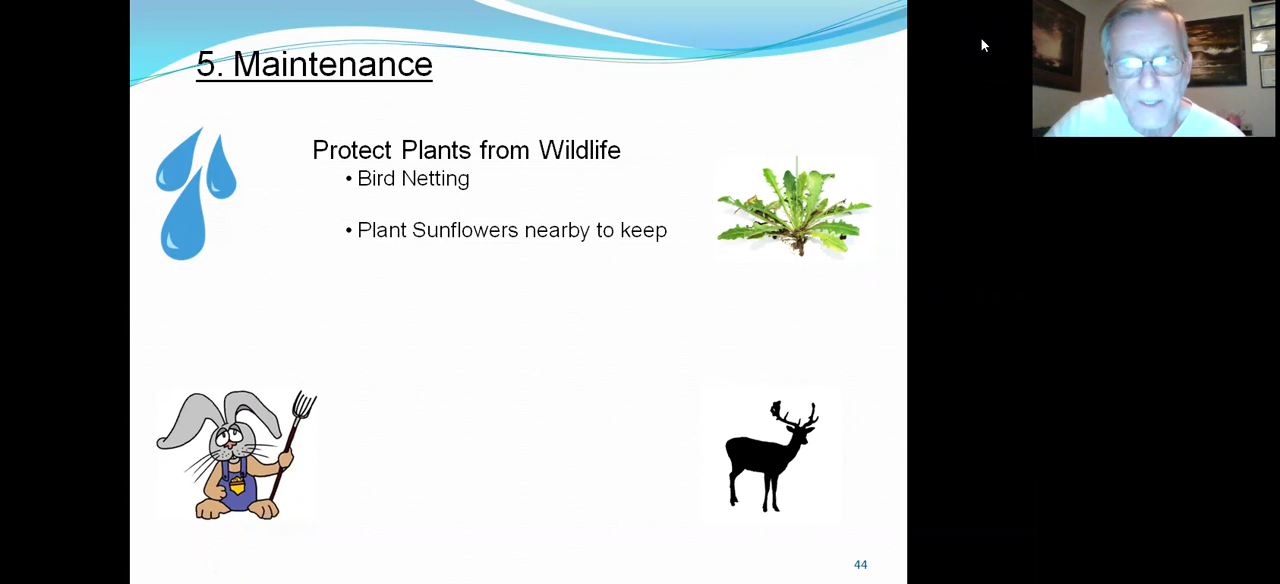 5. Maintenance
Protect Plants from Wildlife
• Bird Netting
• Plant Sunflowers nearby to keep
44